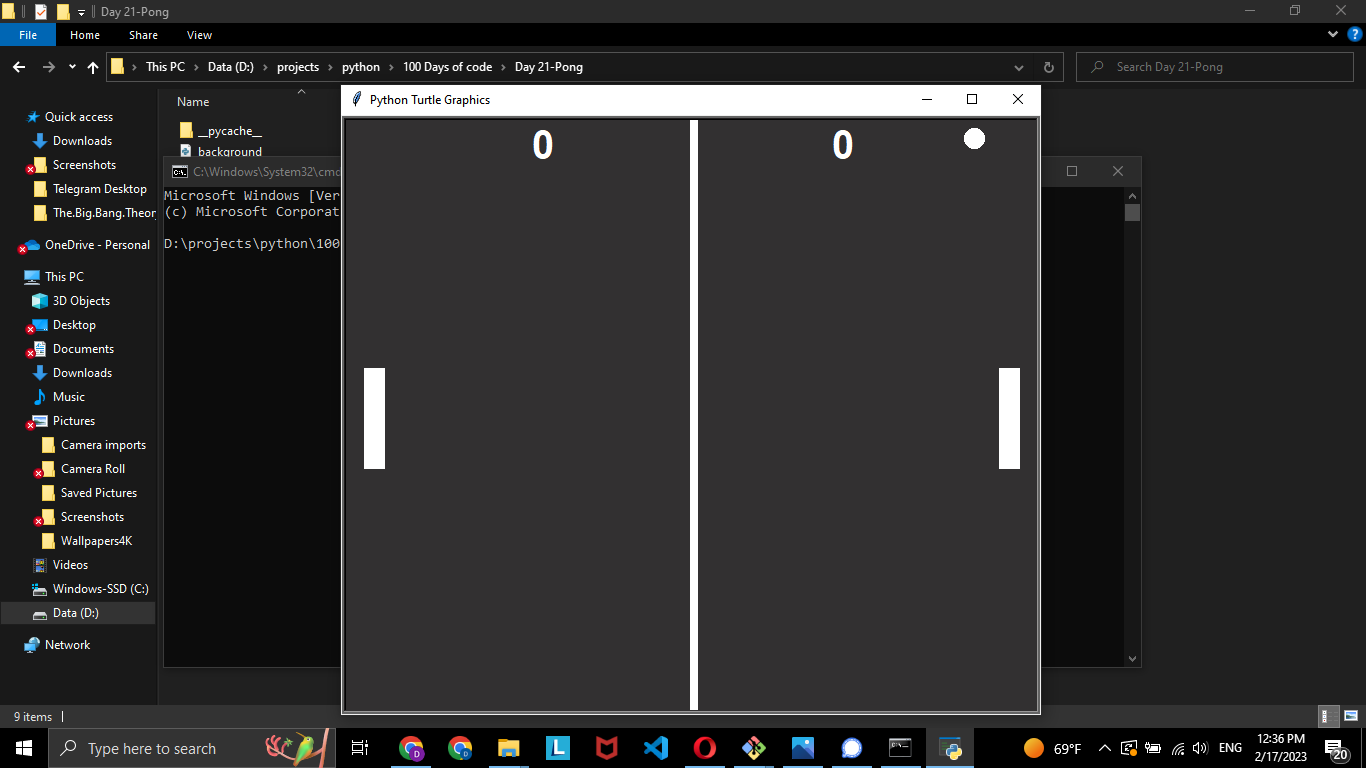 Day 21-Pong
File Home Share View
This PC Data (D:) projects python 100 Days of code Day 21-Pong
Search Day 21-Pong
Name
__pycache__
background
Quick access
Downloads
Screenshots
Telegram Desktop
The.Big.Bang.Theor
OneDrive - Personal
This PC
3D Objects
Desktop
Documents
Downloads
Music
Pictures
Camera imports
Camera Roll
Saved Pictures
Screenshots
Wallpapers4K
Videos
Windows-SSD (C:)
Data (D:)
Network
C:\Windows\System32\cmd
Microsoft Windows [Ver
(c) Microsoft Corporat
D:\projects\python\100
Python Turtle Graphics
0 0
9 items
Type here to search
L
69°F
ENG
12:36 PM
2/17/2023
20